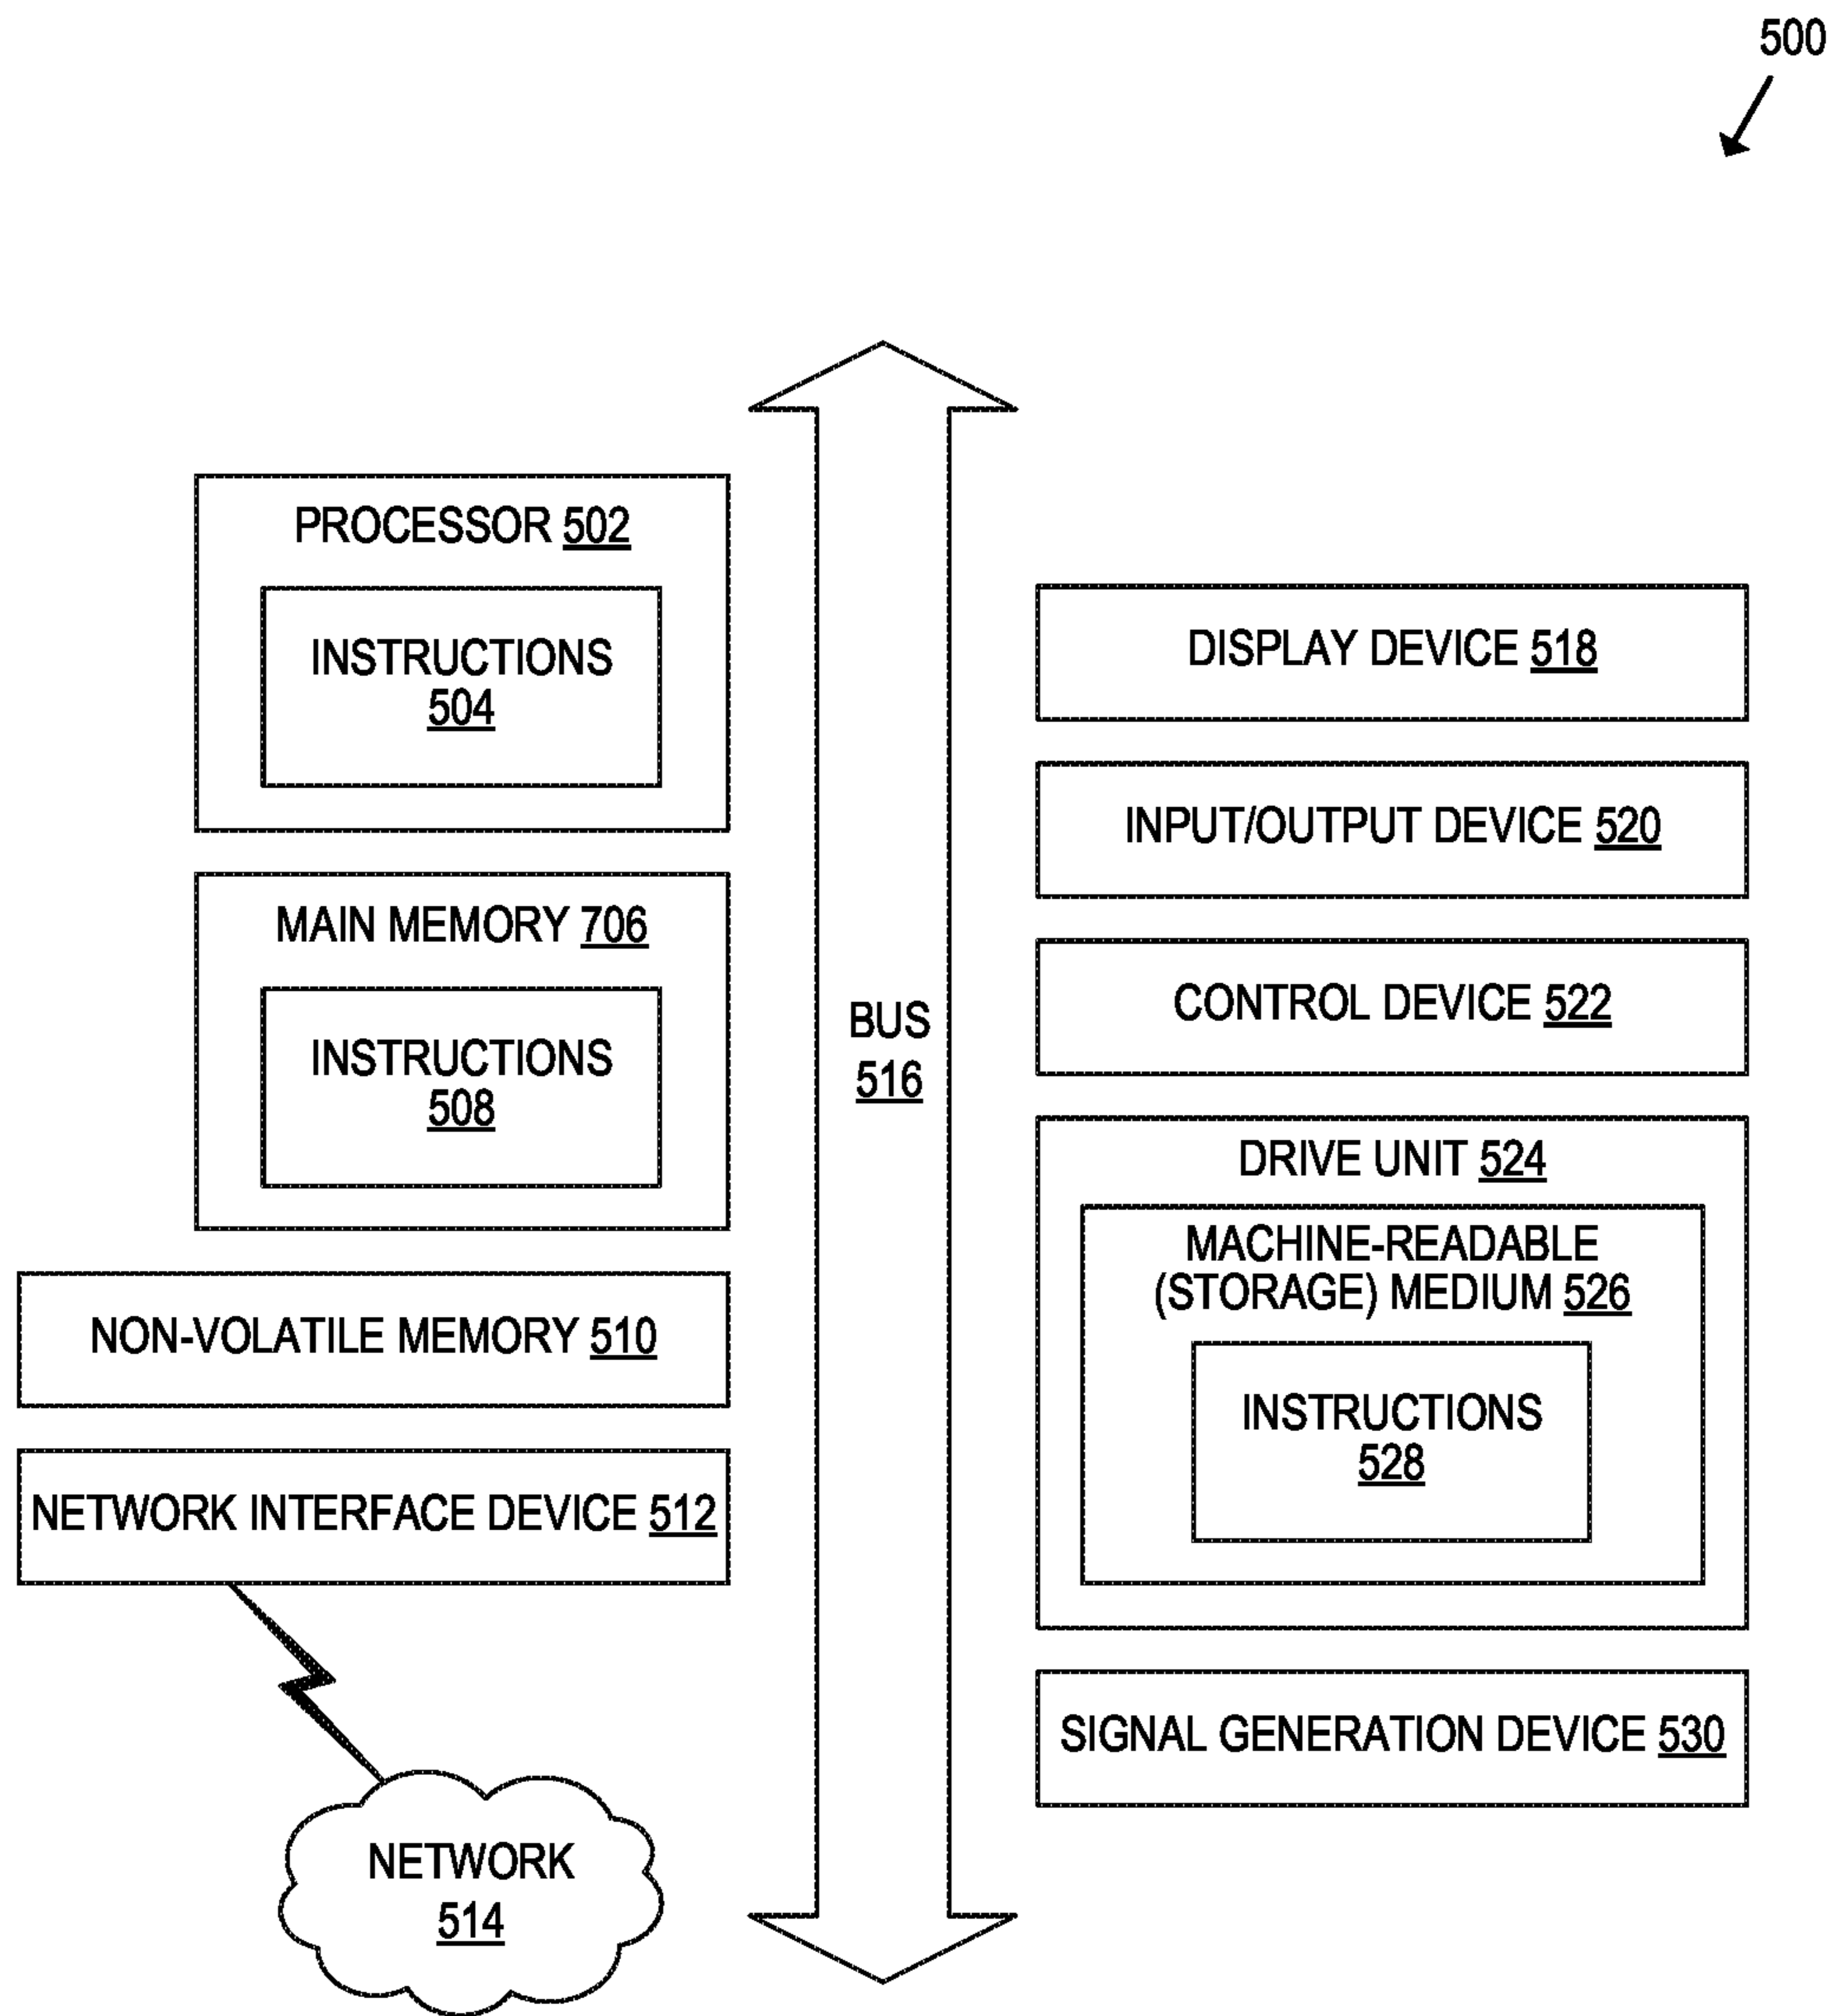 500
PROCESSOR 502
INSTRUCTIONS
504
MAIN MEMORY 706
INSTRUCTIONS
508
NON-VOLATILE MEMORY 510
NETWORK INTERFACE DEVICE 512
NETWORK
514
BUS
516
DISPLAY DEVICE 518
INPUT/OUTPUT DEVICE 520
CONTROL DEVICE 522
DRIVE UNIT 524
MACHINE-READABLE
(STORAGE) MEDIUM 526
INSTRUCTIONS
528
SIGNAL GENERATION DEVICE 530